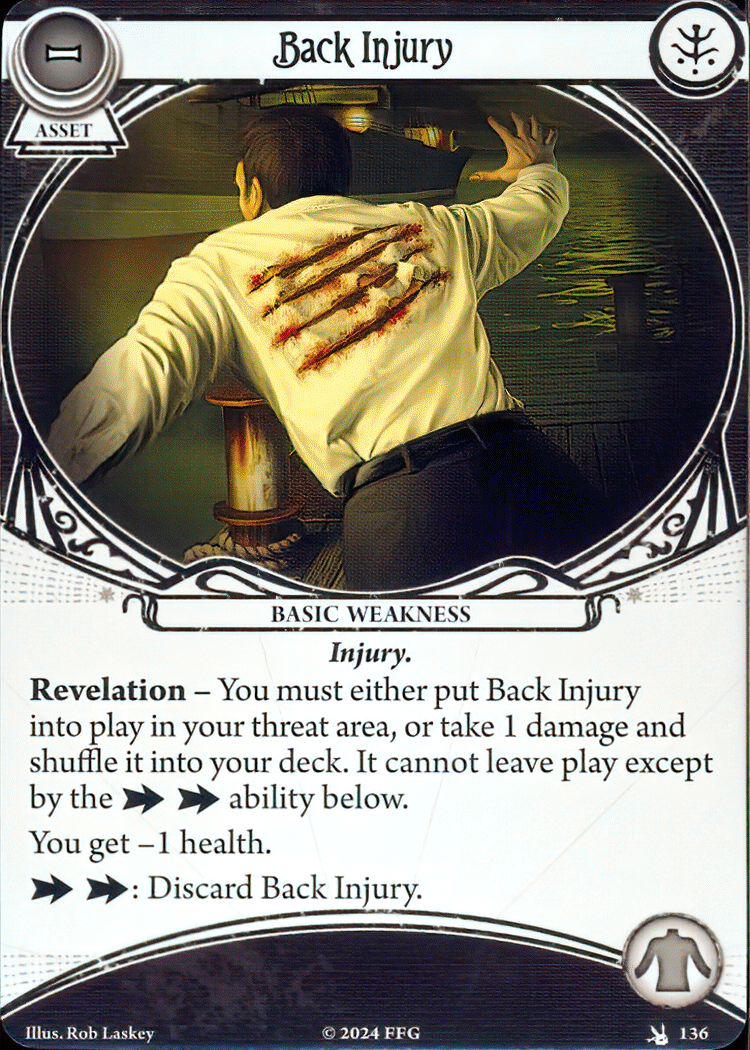 Back Injury
ASSET
BASIC WEAKNESS
Injury.
Revelation – You must either put Back Injury
into play in your threat area, or take 1 damage and
shuffle it into your deck. It cannot leave play except
by the ability below.
You get –1 health.
: Discard Back Injury.
Illus. Rob Laskey
© 2024 FFG
136